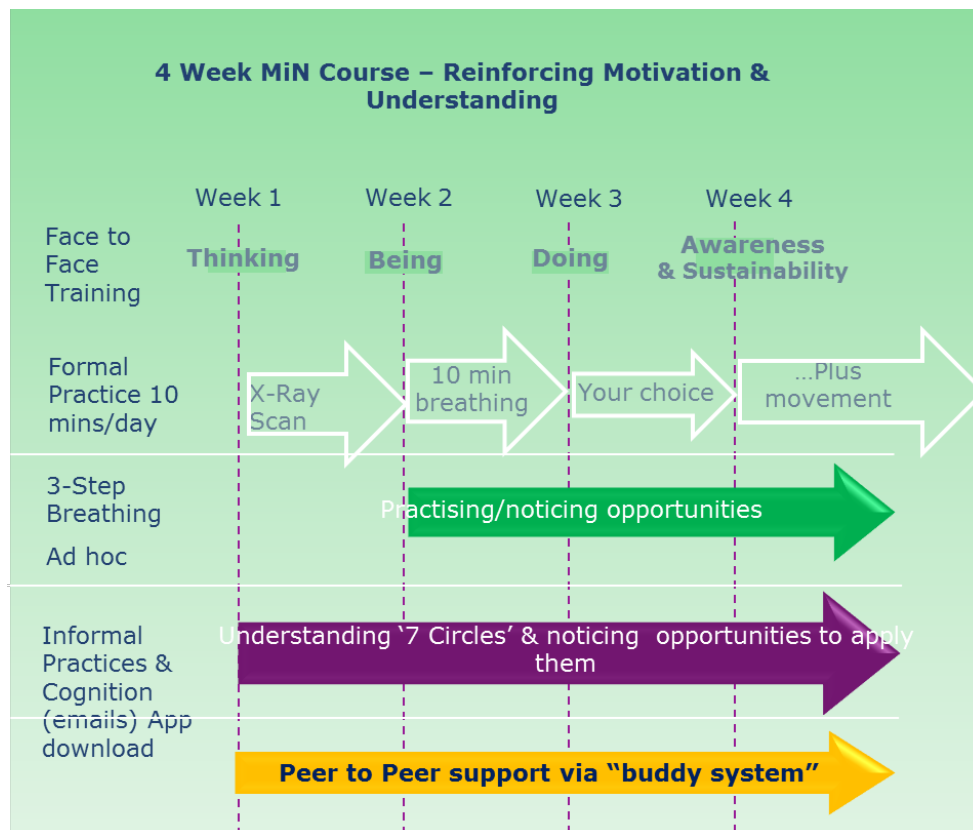 4 Week MiN Course – Reinforcing Motivation &
Understanding
Week 1
Week 2
Week 3
Week 4
Face to
Face
Training
Thinking
Being
Doing
Awareness
& Sustainability
Formal
Practice 10
mins/day
X-Ray
Scan
10 min
breathing
Your choice
...Plus
movement
3-Step
Breathing
Ad hoc
Practising/noticing opportunities
Informal
Practices &
Cognition
(emails) App
download
Understanding ‘7 Circles’ & noticing  opportunities to apply
them
Peer to Peer support via “buddy system”